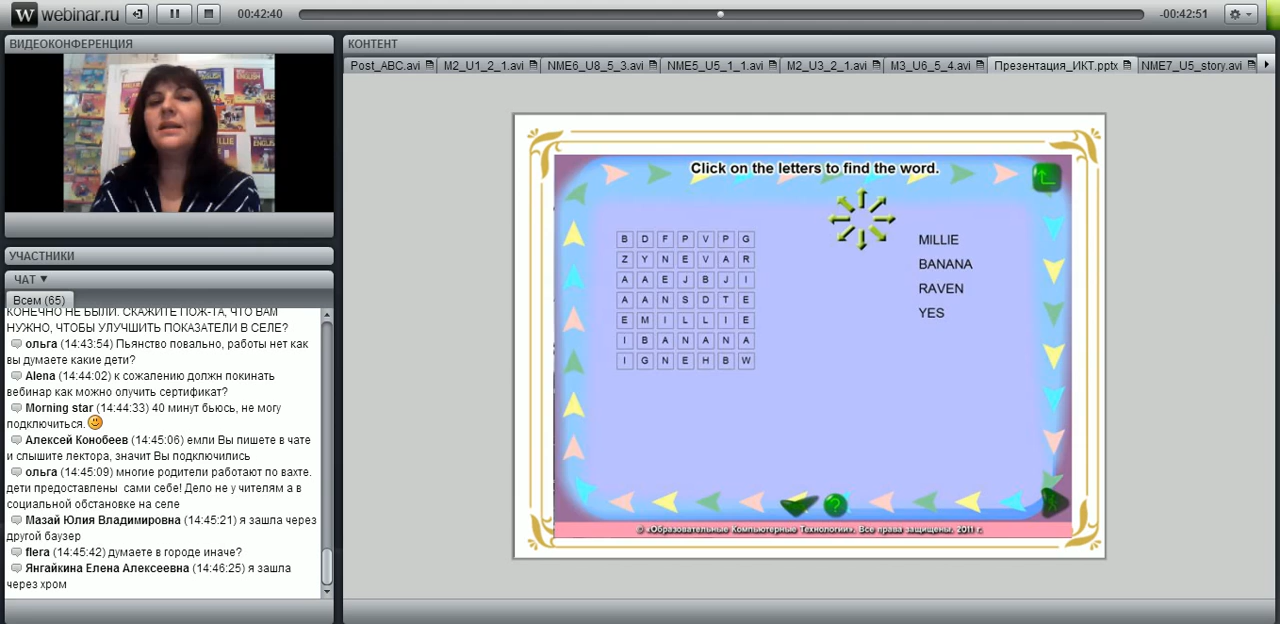 webinar.ru
00:42:40
-00:42:51
ВИДЕОКОНФЕРЕНЦИЯ
УЧАСТНИКИ
ЧАТ
Всем (65)
КОНЕЧНО НЕ БЫЛИ. СКАЖИТЕ ПОЖ-ТА, ЧТО ВАМ
НУЖНО, ЧТОБЫ УЛУЧШИТЬ ПОКАЗАТЕЛИ В СЕЛЕ?
ольга (14:43:54) Пьянство повально, работы нет как
вы думаете какие дети?
Alena (14:44:02) к сожалению должн покинать
вебинар как можно олучить сертификат?
Morning star (14:44:33) 40 минут бьюсь, не могу
подключиться.
Алексей Конобеев (14:45:06) емли Вы пишете в чате
и слышите лектора, значит Вы подключились
ольга (14:45:09) многие родители работают по вахте.
дети предоставлены сами себе! Дело не у чителям а в
социальной обстановке на селе
Мазай Юлия Владимировна (14:45:21) я зашла через
другой баузер
flera (14:45:42) думаете в городе иначе?
Янгайкина Елена Алексеевна (14:46:25) я зашла
через хром
КОНТЕНТ
Post_ABC.avi M2_U1_2_1.avi NME6_U8_5_3.avi NME5_U5_1_1.avi M2_U3_2_1.avi M3_U6_5_4.avi Презентация_ИКТ.pptx NME7_U5_story.avi
Click on the letters to find the word.
B D F P V P G
Z Y N E V A R
A A E J B J I
A A N S D T E
E M I L L I E
I B A N A N A
I G N E H B W
MILLIE
BANANA
RAVEN
YES
© «Образовательные Компьютерные Технологии». Все права защищены. 2011 г.